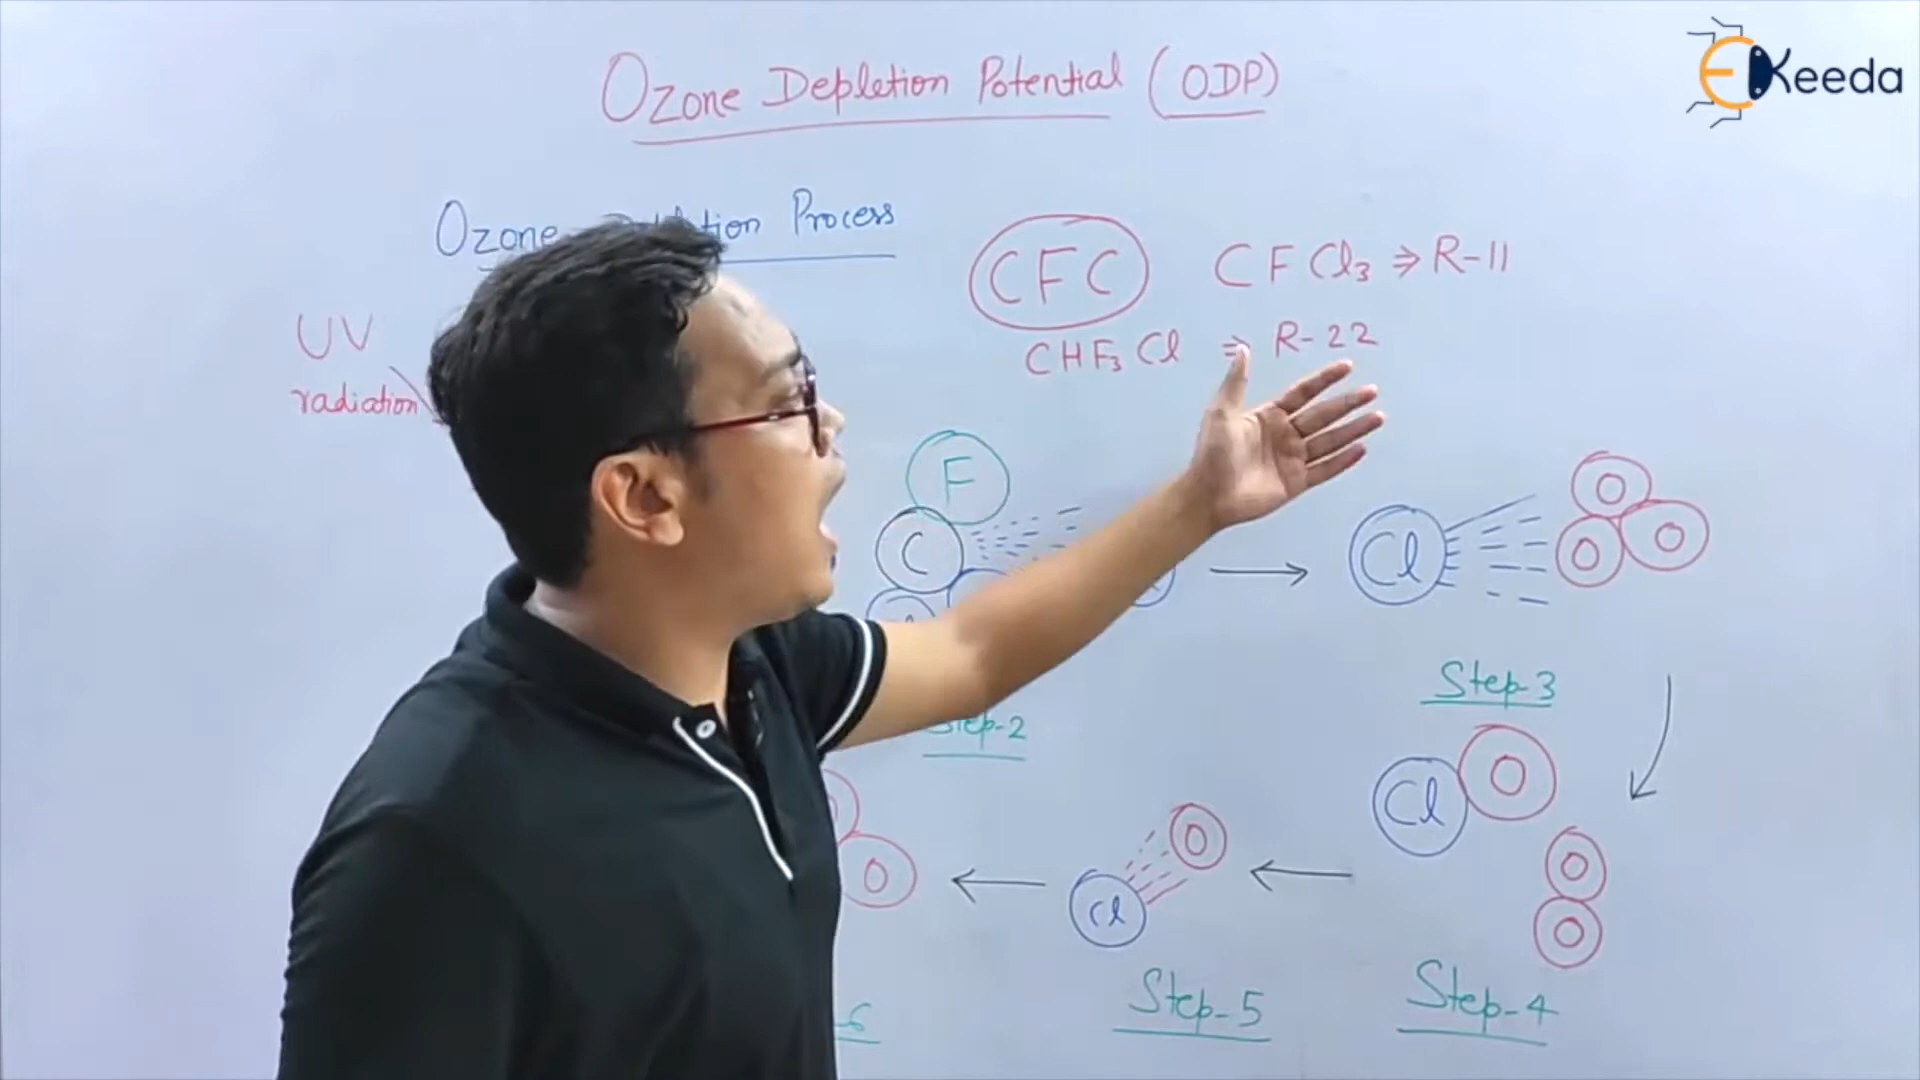 Ozone Depletion Potential (ODP)
EKeeda
Ozone tion Process
CFC CFCl₃ ⇒ R-11
UV
radiation
CHF₃Cl ⇒ R-22
F
C
Cl
O
O O
Step-2
Step-3
Cl O
O
O
O
Cl
O
Step-5
Step-4